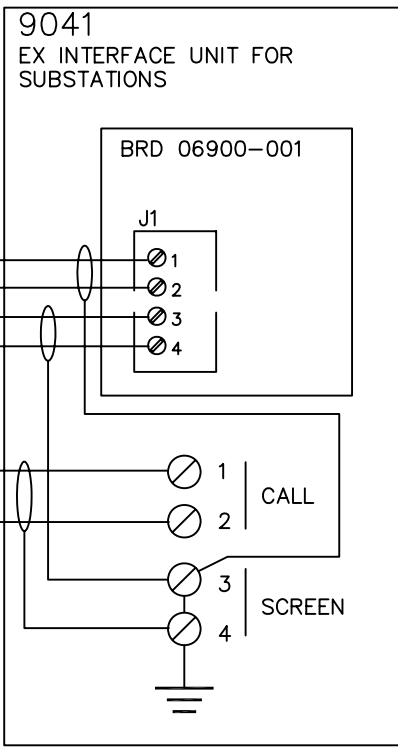 9041
EX INTERFACE UNIT FOR
SUBSTATIONS
BRD 06900-001
J1
1
2
3
4
1
CALL
2
3
SCREEN
4